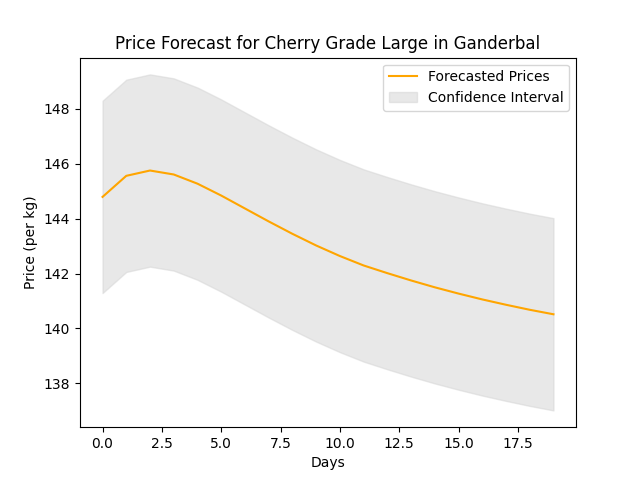 Price Forecast for Cherry Grade Large in Ganderbal
Forecasted Prices
Confidence Interval
Price (per kg)
148
146
144
142
140
138
0.0 2.5 5.0 7.5 10.0 12.5 15.0 17.5
Days